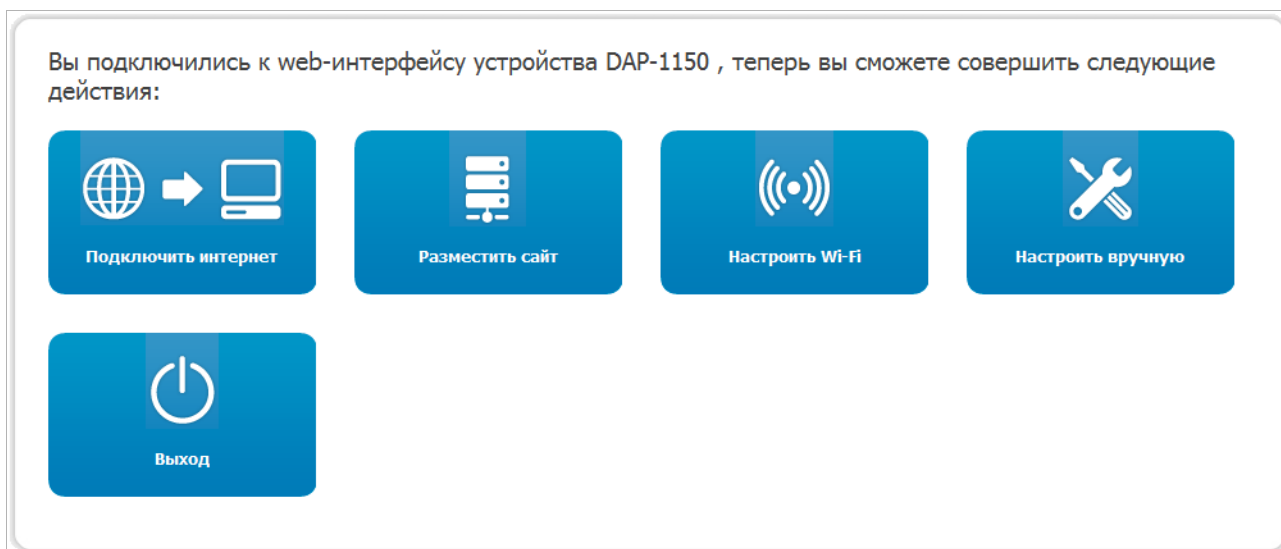 Вы подключились к web-интерфейсу устройства DAP-1150 , теперь вы сможете совершить следующие
действия:
Подключить интернет
Разместить сайт
Настроить Wi-Fi
Настроить вручную
Выход